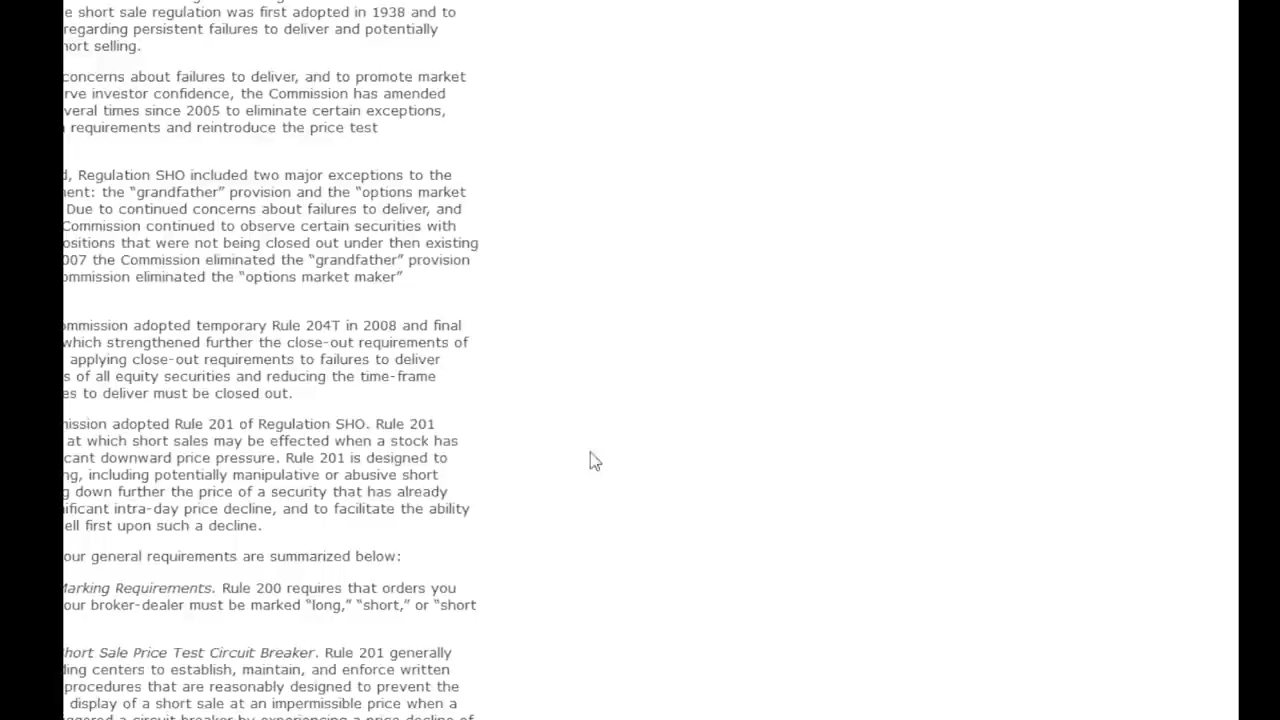 e short sale regulation was first adopted in 1938 and to
regarding persistent failures to deliver and potentially
hort selling.
concerns about failures to deliver, and to promote market
rve investor confidence, the Commission has amended
veral times since 2005 to eliminate certain exceptions,
requirements and reintroduce the price test
d, Regulation SHO included two major exceptions to the
ent: the “grandfather” provision and the “options market
Due to continued concerns about failures to deliver, and
Commission continued to observe certain securities with
ositions that were not being closed out under then existing
007 the Commission eliminated the “grandfather” provision
ommission eliminated the “options market maker”
ommission adopted temporary Rule 204T in 2008 and final
which strengthened further the close-out requirements of
applying close-out requirements to failures to deliver
s of all equity securities and reducing the time-frame
es to deliver must be closed out.
ission adopted Rule 201 of Regulation SHO. Rule 201
at which short sales may be effected when a stock has
cant downward price pressure. Rule 201 is designed to
ng, including potentially manipulative or abusive short
g down further the price of a security that has already
ificant intra-day price decline, and to facilitate the ability
ell first upon such a decline.
our general requirements are summarized below:
Marking Requirements. Rule 200 requires that orders you
our broker-dealer must be marked “long,” “short,” or “short
Short Sale Price Test Circuit Breaker. Rule 201 generally
ding centers to establish, maintain, and enforce written
procedures that are reasonably designed to prevent the
display of a short sale at an impermissible price when a
ggered a circuit breaker by experiencing a price decline of